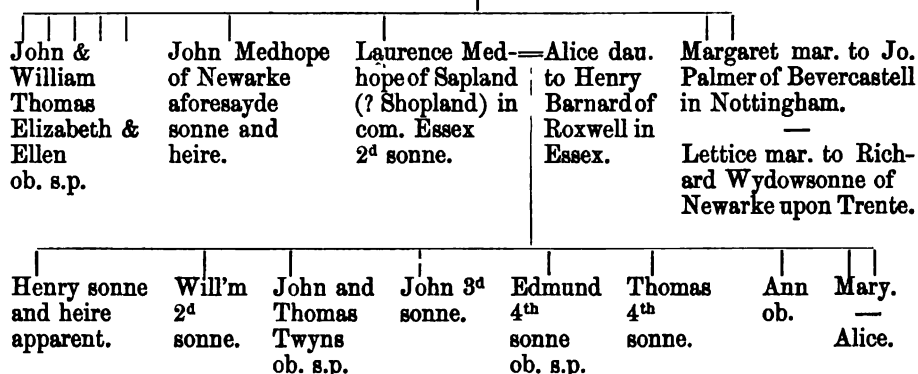 John &
William
Thomas
Elizabeth &
Ellen
ob. s.p.
John Medhope
of Newarke
aforesayde
sonne and
heire.
Laurence Med-
hope of Sapland
(? Shopland) in
com. Essex
2d sonne.
Alice dau.
to Henry
Barnard of
Roxwell in
Essex.
Margaret mar. to Jo.
Palmer of Bevercastell
in Nottingham.
—
Lettice mar. to Rich-
ard Wydowsonne of
Newarke upon Trente.
Henry sonne
and heire
apparent.
Will'm
2d
sonne.
John and
Thomas
Twyns
ob. s.p.
John 3d
sonne.
Edmund
4th
sonne
ob. s.p.
Thomas
4th
sonne.
Ann
ob.
Mary.
—
Alice.